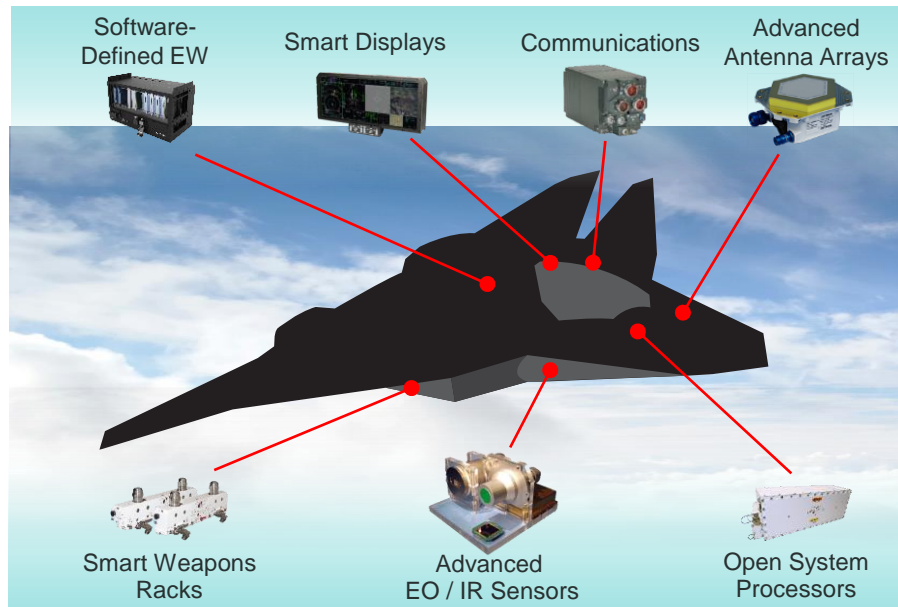 Software-
Defined EW
Smart Displays
Communications
Advanced
Antenna Arrays
Smart Weapons
Racks
Advanced
EO / IR Sensors
Open System
Processors